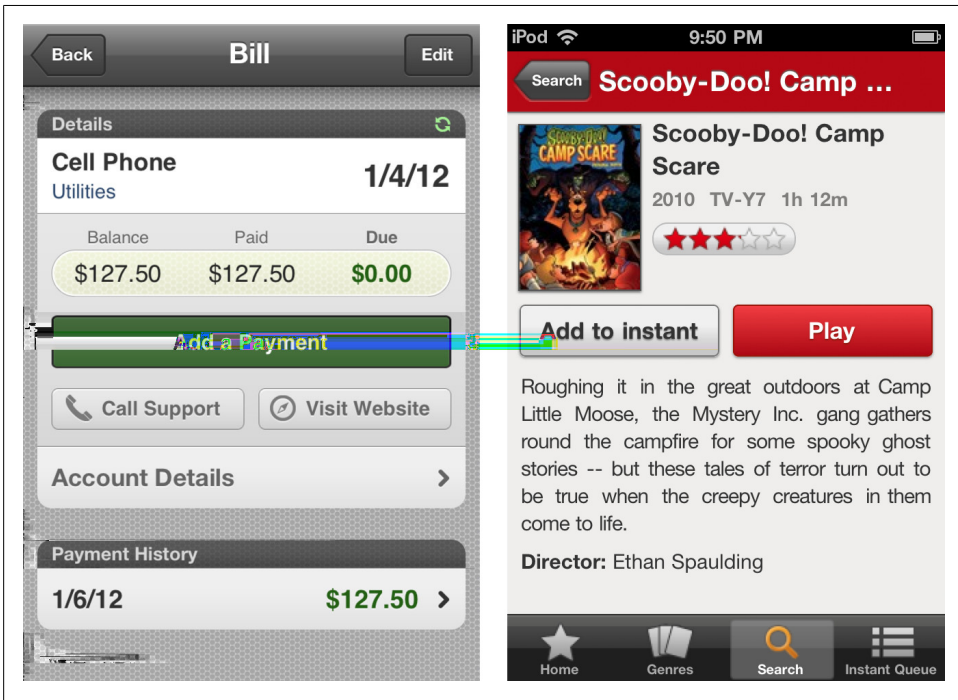 Back
Bill
Edit
Details
Cell Phone
1/4/12
Utilities
Balance Paid Due
$127.50 $127.50 $0.00
Add a Payment
Call Support
Visit Website
Account Details
Payment History
1/6/12 $127.50
iPod 9:50 PM
Search
Scooby-Doo! Camp ...
SCOOBY-DOO!
CAMP SCARE
Scooby-Doo! Camp
Scare
2010 TV-Y7 1h 12m
Add to instant
Play
Roughing it in the great outdoors at Camp
Little Moose, the Mystery Inc. gang gathers
round the campfire for some spooky ghost
stories -- but these tales of terror turn out to
be true when the creepy creatures in them
come to life.
Director: Ethan Spaulding
Home Genres Search Instant Queue